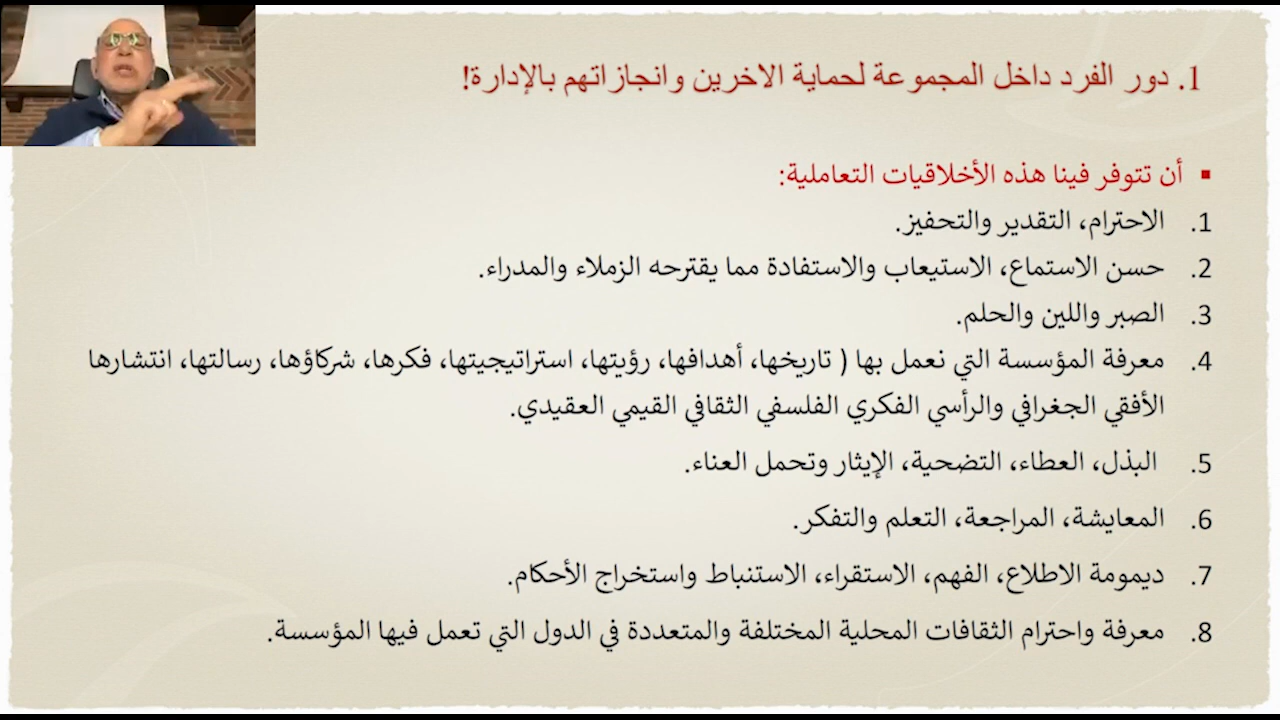 1. دور الفرد داخل المجموعة لحماية الاخرين وانجازاتهم بالإدارة!
▪ أن تتوفر فينا هذه الأخلاقيات التعاملية:
1. الاحترام، التقدير والتحفيز.
2. حسن الاستماع، الاستيعاب والاستفادة مما يقترحه الزملاء والمدراء.
3. الصبر واللين والحلم.
4. معرفة المؤسسة التي نعمل بها ( تاريخها، أهدافها، رؤيتها، استراتيجيتها، فكرها، شركاؤها، رسالتها، انتشارها
الأفقي الجغرافي والرأسي الفكري الفلسفي الثقافي القيمي العقيدي.
5. البذل، العطاء، التضحية، الإيثار وتحمل العناء.
6. المعايشة، المراجعة، التعلم والتفكر.
7. ديمومة الاطلاع، الفهم، الاستقراء، الاستنباط واستخراج الأحكام.
8. معرفة واحترام الثقافات المحلية المختلفة والمتعددة في الدول التي تعمل فيها المؤسسة.